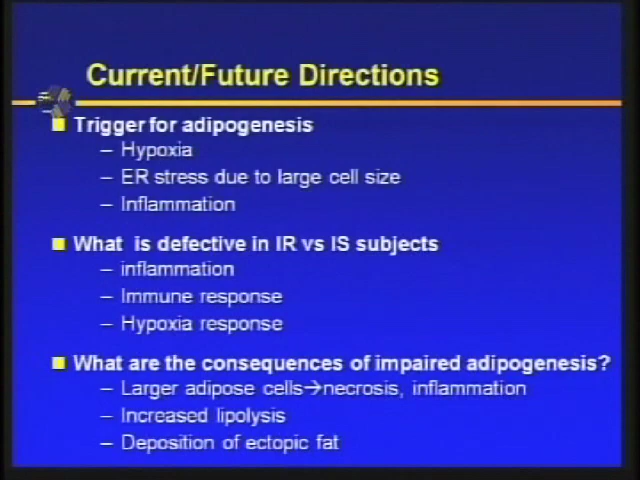 Current/Future Directions
Trigger for adipogenesis
– Hypoxia
– ER stress due to large cell size
– Inflammation
What is defective in IR vs IS subjects
– inflammation
– Immune response
– Hypoxia response
What are the consequences of impaired adipogenesis?
– Larger adipose cells→necrosis, inflammation
– Increased lipolysis
– Deposition of ectopic fat